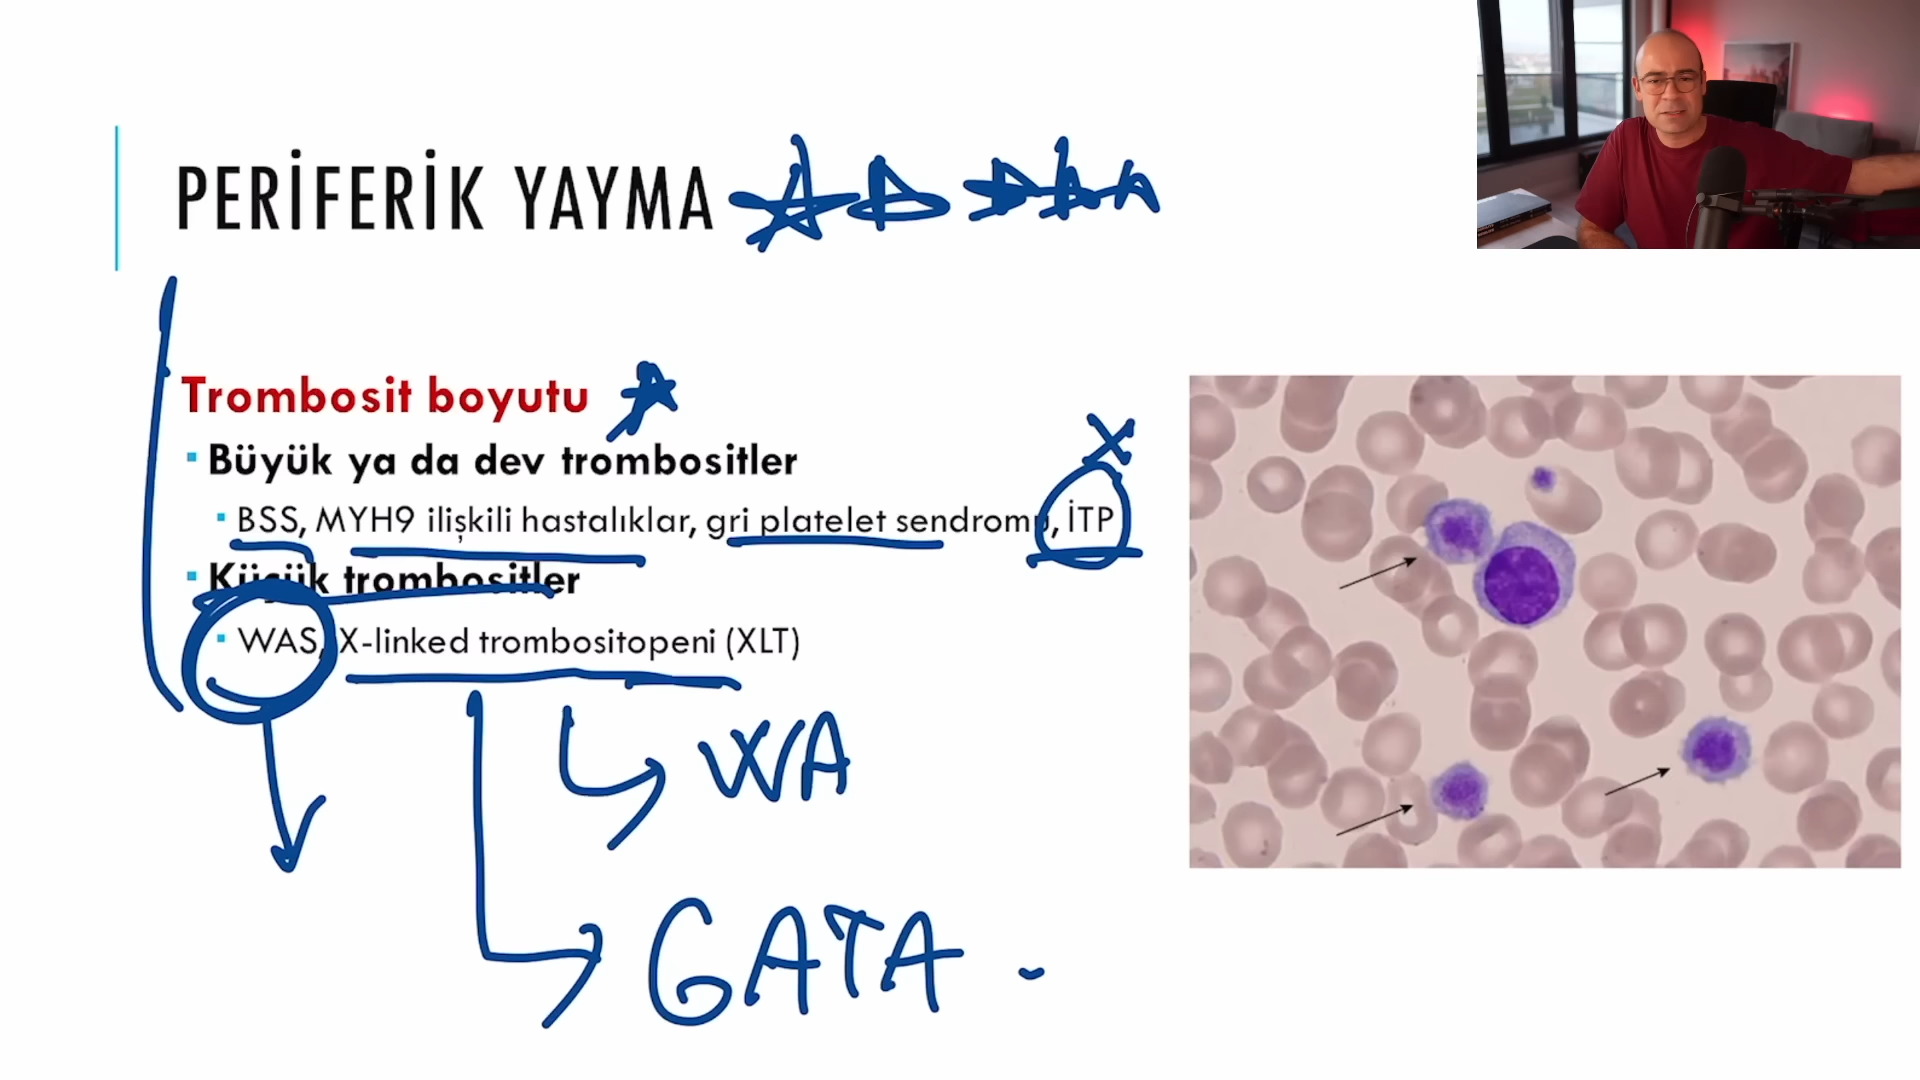 PERİFERİK YAYMA
Trombosit boyutu
Büyük ya da dev trombositler
BSS, MYH9 ilişkili hastalıklar, gri platelet sendromu, İTP
X
Küçük trombositler
WAS, X-linked trombositopeni (XLT)
WA
GATA -